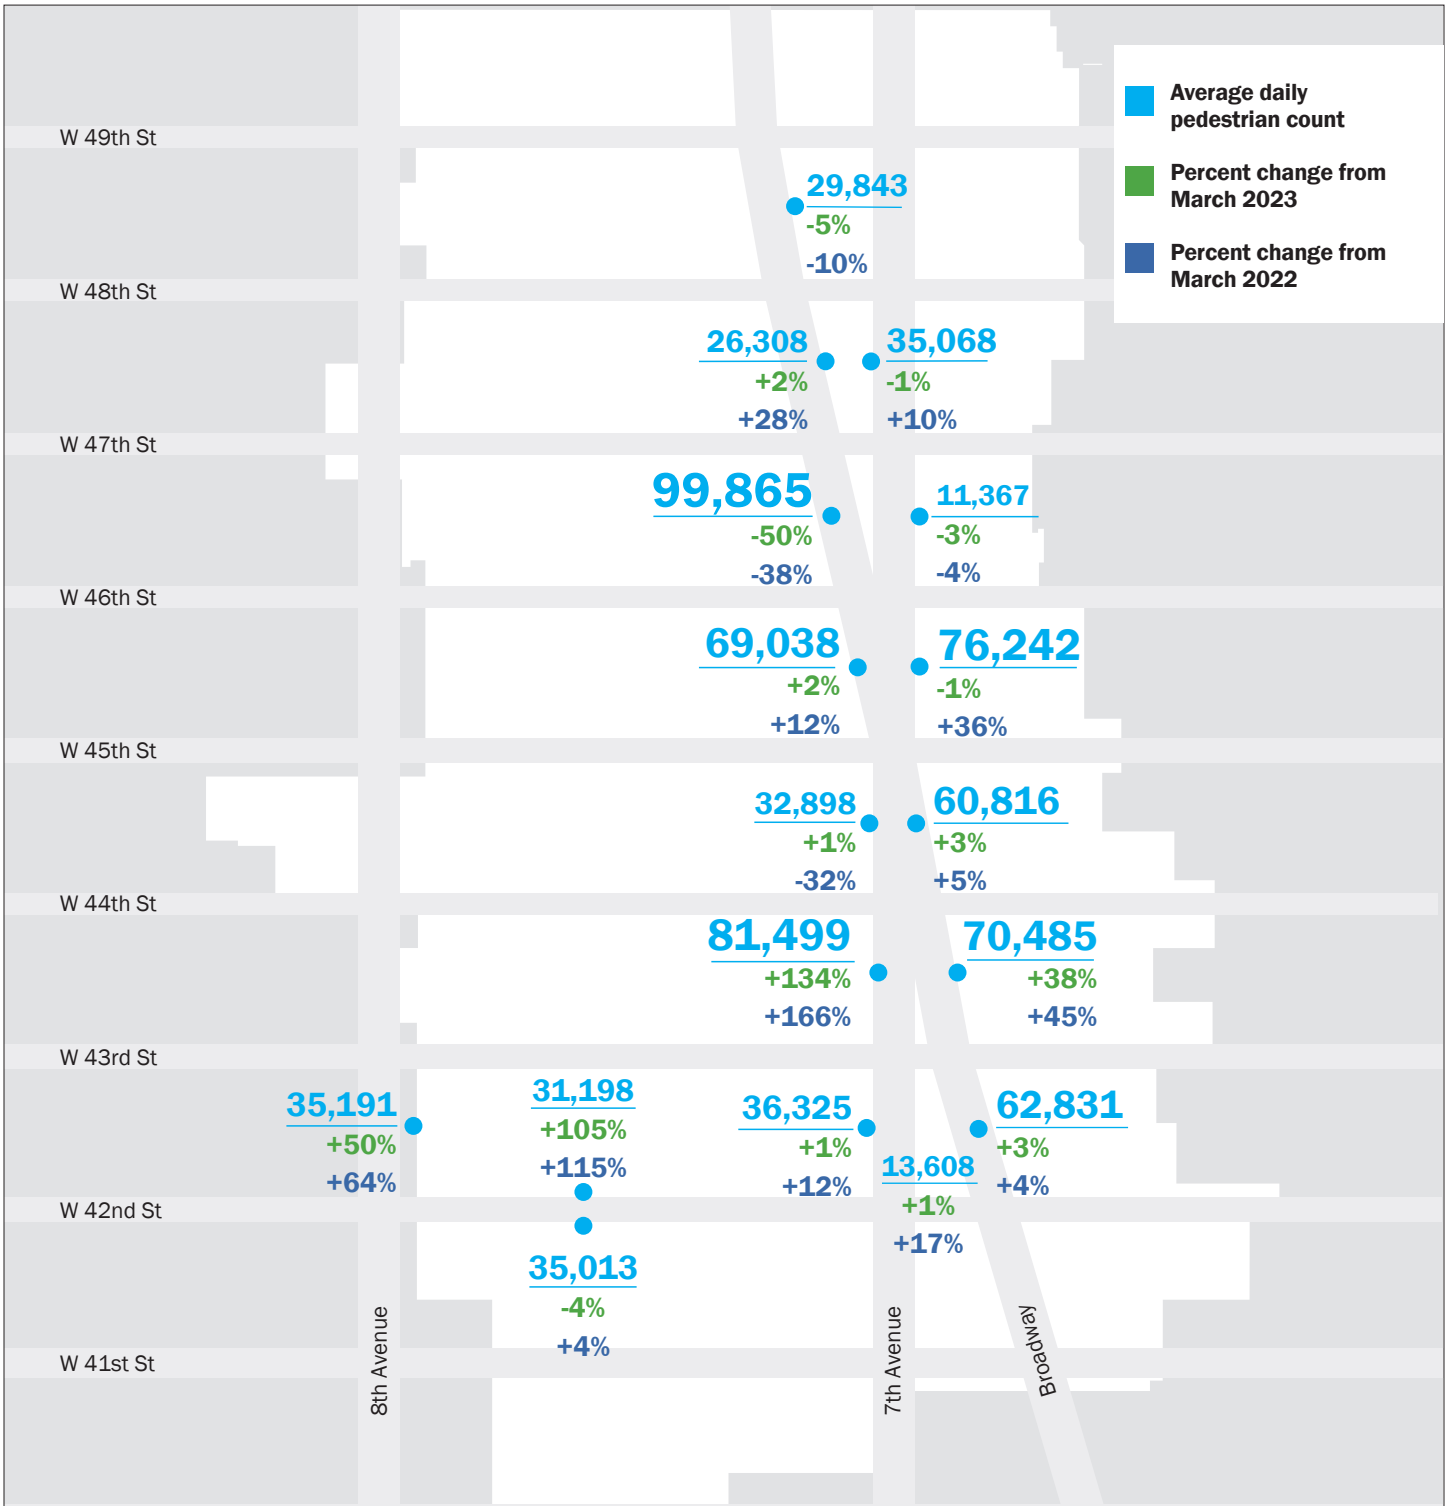 Average daily
pedestrian count
Percent change from
March 2023
Percent change from
March 2022
W 49th St
29,843
-5%
-10%
W 48th St
26,308
+2%
+28%
35,068
-1%
+10%
W 47th St
99,865
-50%
-38%
11,367
-3%
-4%
W 46th St
69,038
+2%
+12%
76,242
-1%
+36%
W 45th St
32,898
+1%
-32%
60,816
+3%
+5%
W 44th St
81,499
+134%
+166%
70,485
+38%
+45%
W 43rd St
35,191
+50%
+64%
31,198
+105%
+115%
36,325
+1%
+12%
13,608
+1%
+17%
62,831
+3%
+4%
W 42nd St
35,013
-4%
+4%
W 41st St
8th Avenue
7th Avenue
Broadway